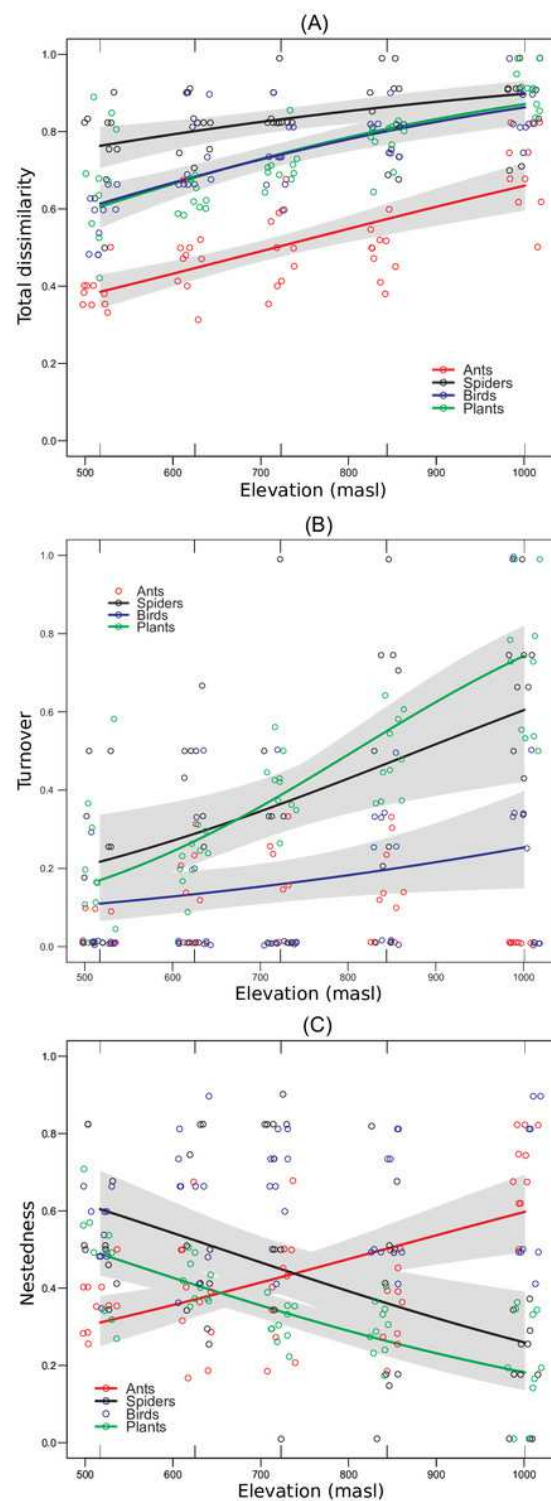 (A)
1.0
0.8
0.6
0.4
0.2
0.0
Total dissimilarity
Ants
Spiders
Birds
Plants
500 600 700 800 900 1000
Elevation (masl)
(B)
1.0
0.8
0.6
0.4
0.2
0.0
Turnover
Ants
Spiders
Birds
Plants
500 600 700 800 900 1000
Elevation (masl)
(C)
1.0
0.8
0.6
0.4
0.2
0.0
Nestedness
Ants
Spiders
Birds
Plants
500 600 700 800 900 1000
Elevation (masl)